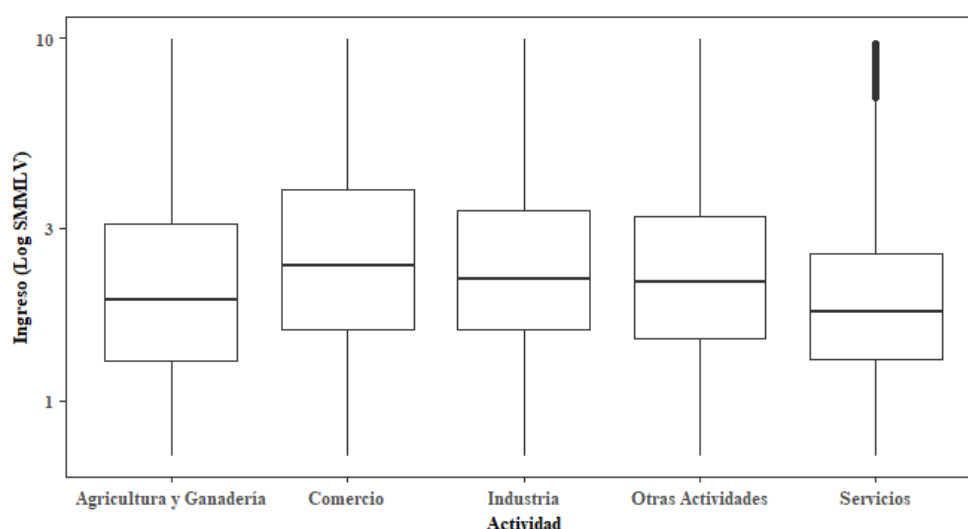 10
3
1
Ingreso (Log SMMLV)
Agricultura y Ganadería
Comercio
Industria
Otras Actividades
Servicios
Actividad